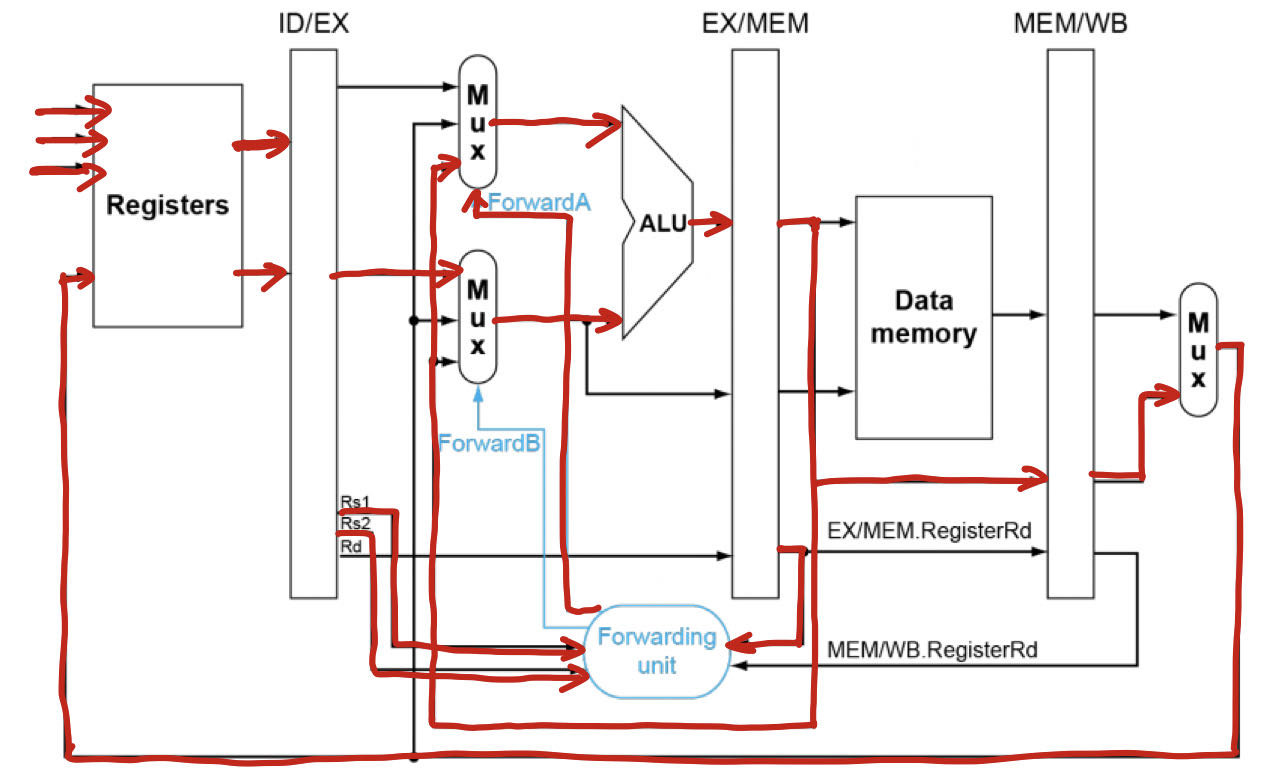 ID/EX
EX/MEM
MEM/WB
M
u
x
ForwardA
Registers
ALU
M
u
x
Data
memory
M
u
x
ForwardB
Rs1
Rs2
Rd
EX/MEM.RegisterRd
Forwarding
unit
MEM/WB.RegisterRd